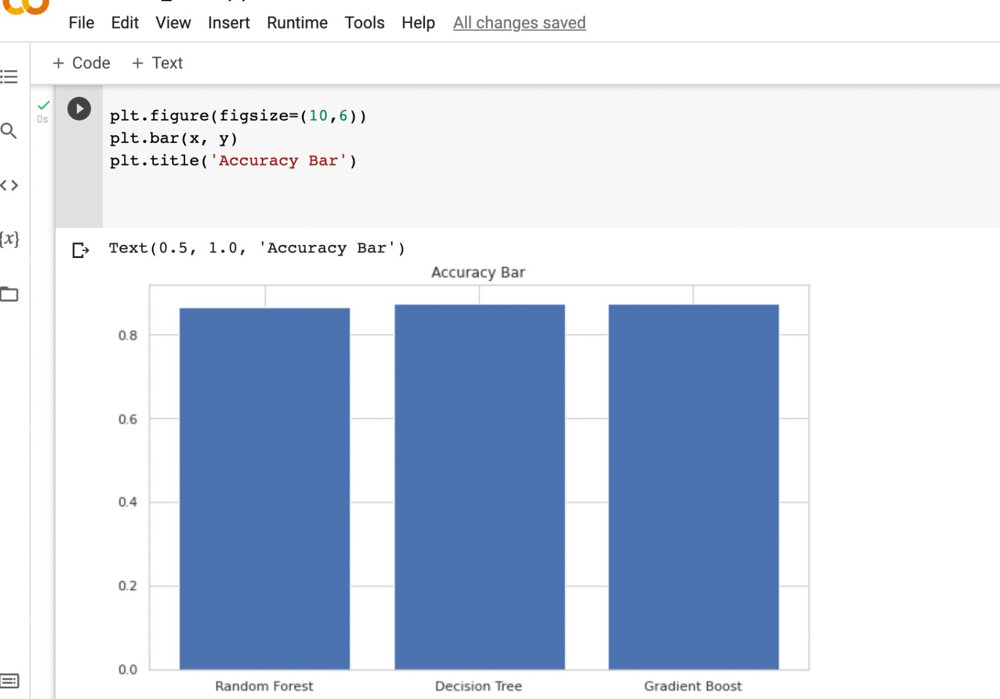 File Edit View Insert Runtime Tools Help All changes saved
+ Code + Text
0s
plt.figure(figsize=(10,6))
plt.bar(x, y)
plt.title('Accuracy Bar')
{x}
Text(0.5, 1.0, 'Accuracy Bar')
Accuracy Bar
0.8
0.6
0.4
0.2
0.0
Random Forest Decision Tree Gradient Boost